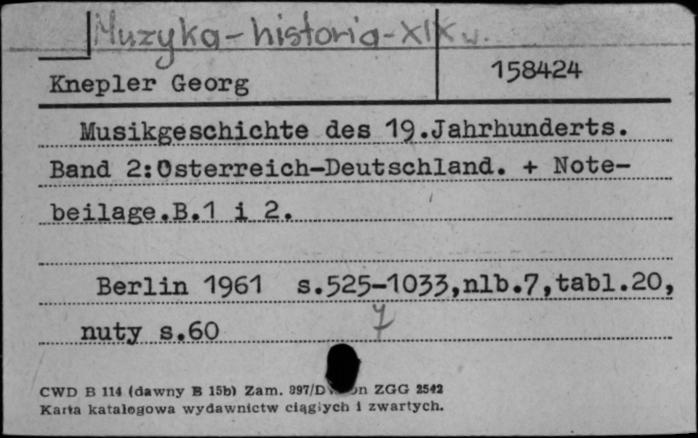 Muzyka-historia-XIX w.
158424
Knepler Georg
Musikgeschichte des 19.Jahrhunderts.
Band 2:Osterreich-Deutschland. + Note-
beilage.B.1 i 2.
Berlin 1961 s.525-1033,nlb.7,tabl.20,
nuty s.60
7
CWD B 114 (dawny B 15b) Zam. 397/D ZGG 2542
Karta katalogowa wydawnictw ciągłych i zwartych.